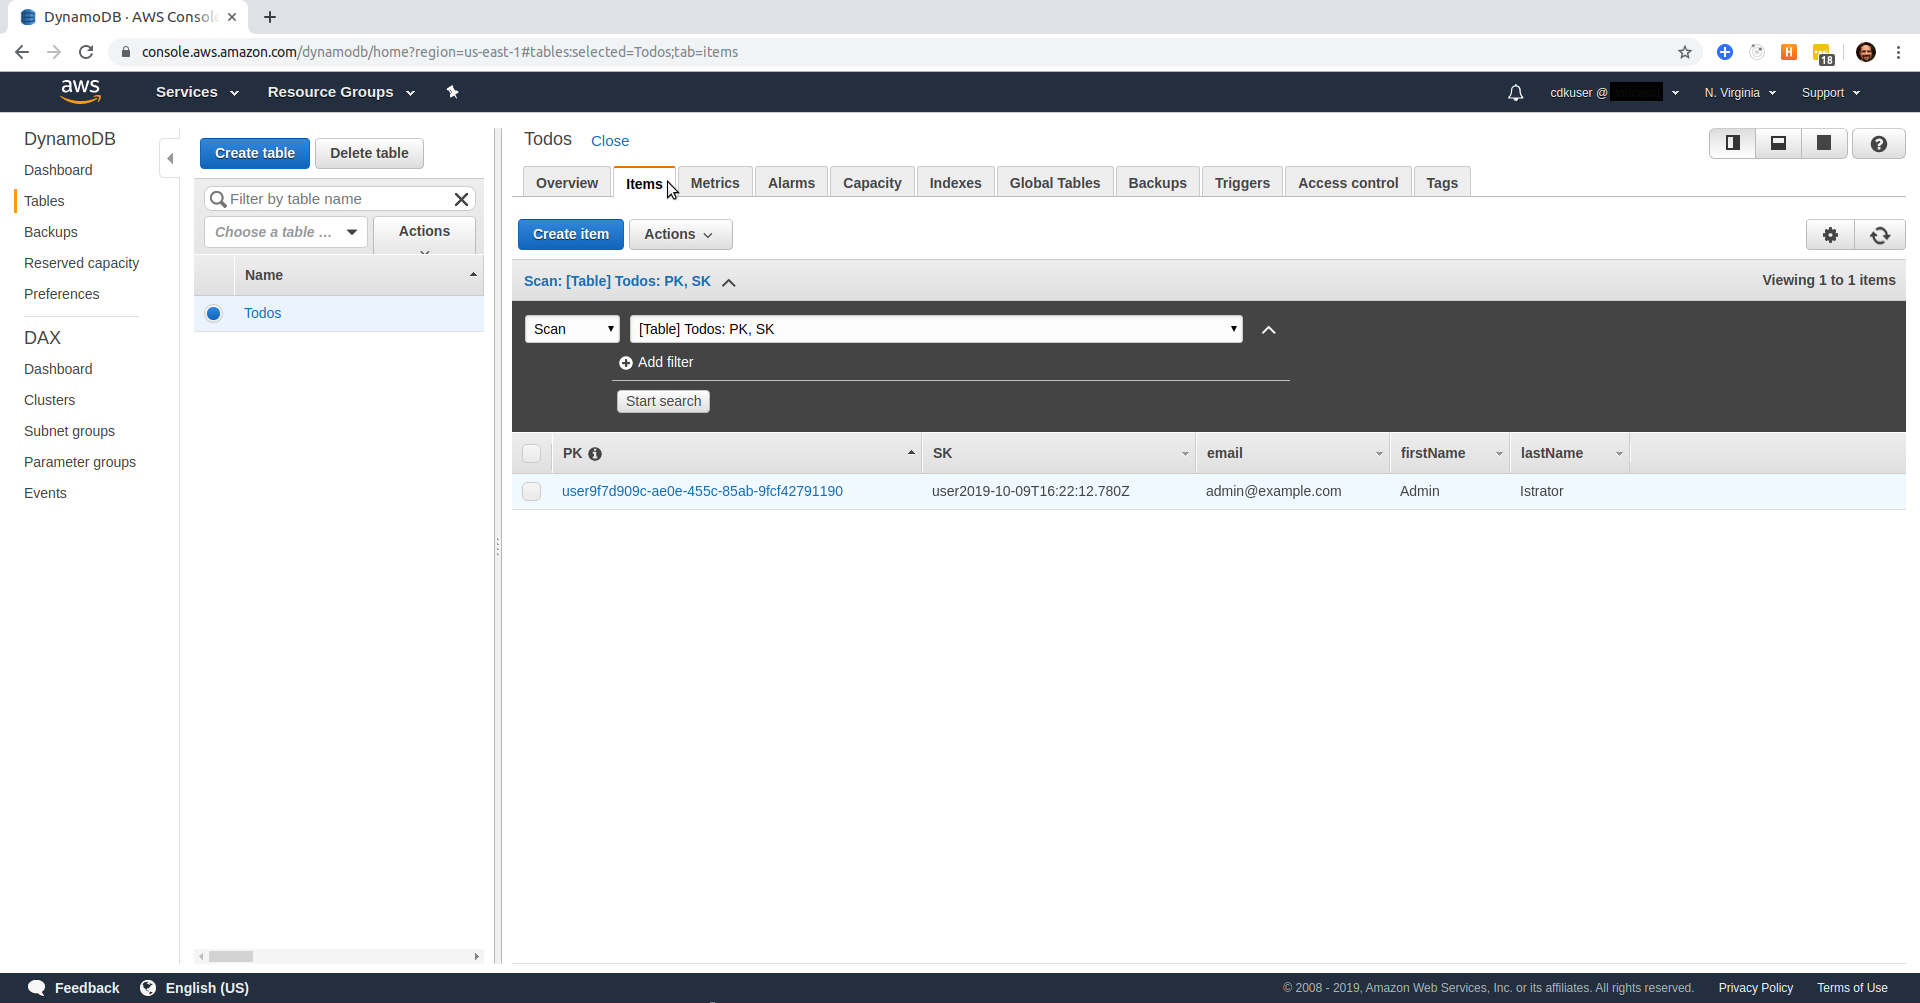 DynamoDB · AWS Consol
console.aws.amazon.com/dynamodb/home?region=us-east-1#tables:selected=Todos;tab=items
H
18
aws
Services
Resource Groups
cdkuser @
N. Virginia
Support
DynamoDB
Dashboard
Tables
Backups
Reserved capacity
Preferences
DAX
Dashboard
Clusters
Subnet groups
Parameter groups
Events
Create table
Delete table
Filter by table name
Choose a table ...
Actions
Name
Todos
Todos Close
Overview Items Metrics Alarms Capacity Indexes Global Tables Backups Triggers Access control Tags
Create item
Actions
Scan: [Table] Todos: PK, SK
Viewing 1 to 1 items
Scan
[Table] Todos: PK, SK
Add filter
Start search
PK SK email firstName lastName
user9f7d909c-ae0e-455c-85ab-9fcf42791190 user2019-10-09T16:22:12.780Z admin@example.com Admin Istrator
Feedback
English (US)
© 2008 - 2019, Amazon Web Services, Inc. or its affiliates. All rights reserved.
Privacy Policy
Terms of Use